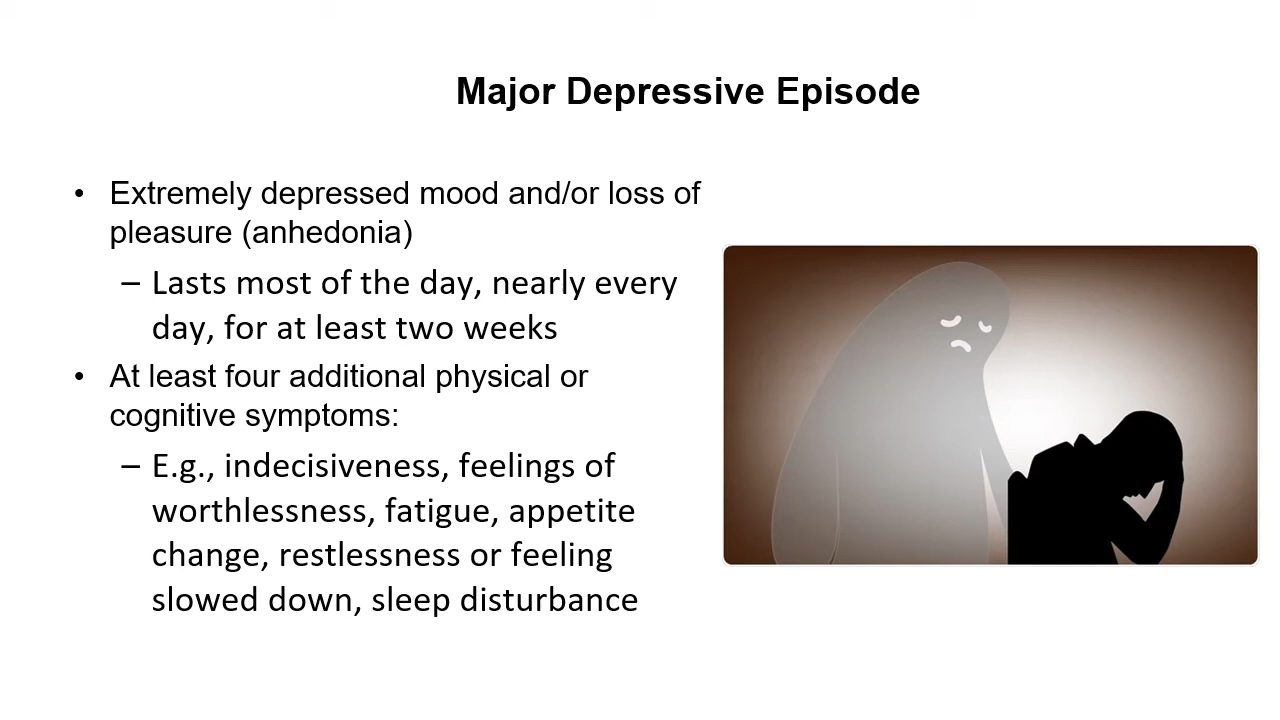 Major Depressive Episode
• Extremely depressed mood and/or loss of
pleasure (anhedonia)
– Lasts most of the day, nearly every
day, for at least two weeks
• At least four additional physical or
cognitive symptoms:
– E.g., indecisiveness, feelings of
worthlessness, fatigue, appetite
change, restlessness or feeling
slowed down, sleep disturbance